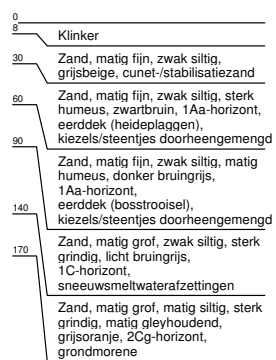 0
8
Klinker
30
Zand, matig fijn, zwak siltig,
grijsbeige, cunet-/stabilisatiezand
60
Zand, matig fijn, zwak siltig, sterk
humeus, zwartbruin, 1Aa-horizont,
eerddek (heideplaggen),
kiezels/steentjes doorheengemengd
90
Zand, matig fijn, zwak siltig, matig
humeus, donker bruingrijs,
1Aa-horizont,
eerddek (bosstrooisel),
kiezels/steentjes doorheengemengd
140
Zand, matig grof, zwak siltig, sterk
grindig, licht bruingrijs,
1C-horizont,
sneeuwsmeltwaterafzettingen
170
Zand, matig grof, matig siltig, sterk
grindig, matig gleyhoudend,
grijsoranje, 2Cg-horizont,
grondmorene